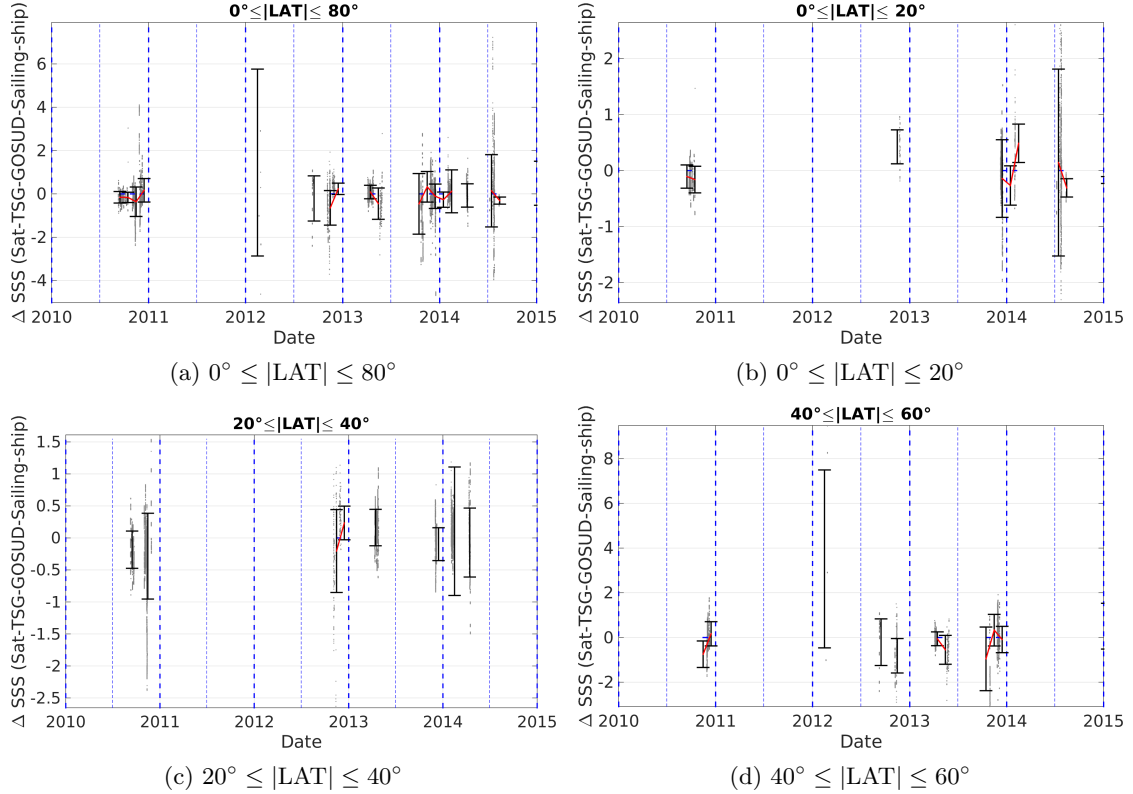 0°≤|LAT|≤ 80°
Δ SSS (Sat-TSG-GOSUD-Sailing-ship)
6
4
2
0
-2
-4
2010 2011 2012 2013 2014 2015
Date
(a) 0° ≤ |LAT| ≤ 80°
0°≤|LAT|≤ 20°
Δ SSS (Sat-TSG-GOSUD-Sailing-ship)
2
1
0
-1
-2
2010 2011 2012 2013 2014 2015
Date
(b) 0° ≤ |LAT| ≤ 20°
20°≤|LAT|≤ 40°
Δ SSS (Sat-TSG-GOSUD-Sailing-ship)
1.5
1
0.5
0
-0.5
-1
-1.5
-2
-2.5
2010 2011 2012 2013 2014 2015
Date
(c) 20° ≤ |LAT| ≤ 40°
40°≤|LAT|≤ 60°
Δ SSS (Sat-TSG-GOSUD-Sailing-ship)
8
6
4
2
0
-2
2010 2011 2012 2013 2014 2015
Date
(d) 40° ≤ |LAT| ≤ 60°